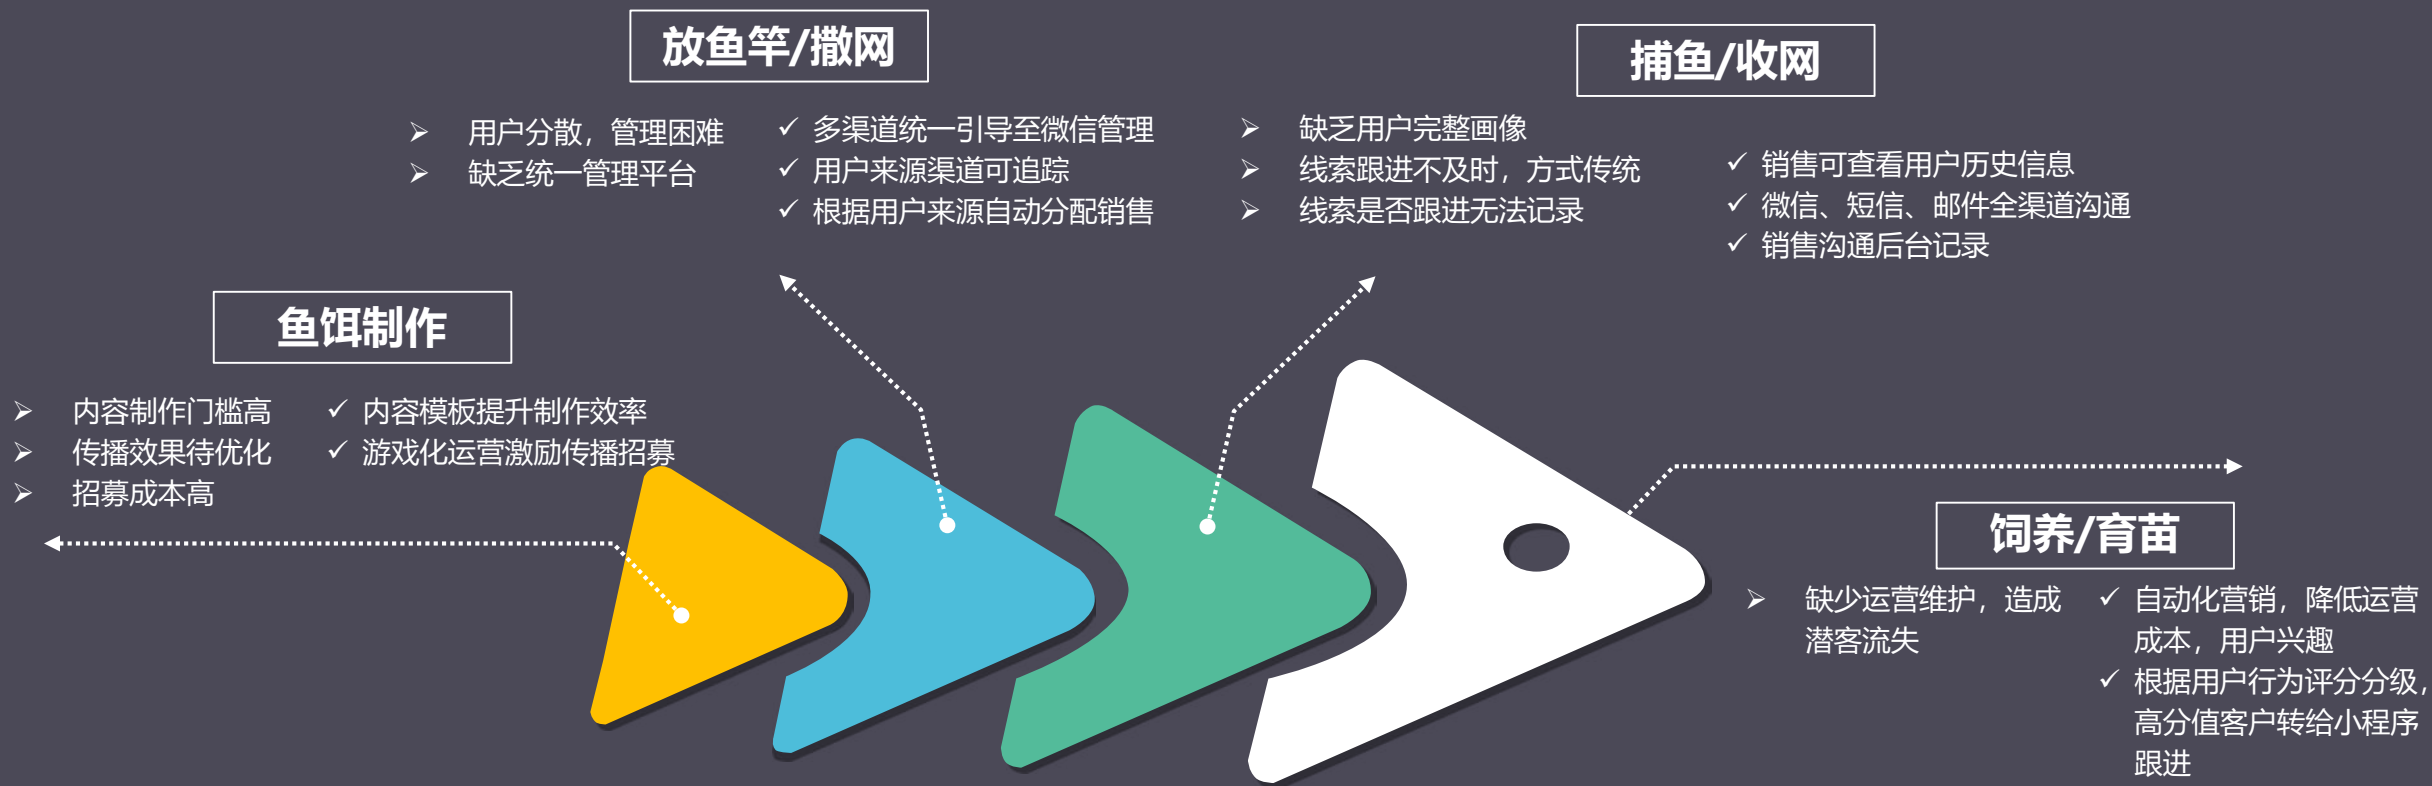 放鱼竿/撒网
用户分散，管理困难
缺乏统一管理平台
多渠道统一引导至微信管理
用户来源渠道可追踪
根据用户来源自动分配销售
捕鱼/收网
缺乏用户完整画像
线索跟进不及时，方式传统
线索是否跟进无法记录
销售可查看用户历史信息
微信、短信、邮件全渠道沟通
销售沟通后台记录
鱼饵制作
内容制作门槛高
传播效果待优化
招募成本高
内容模板提升制作效率
游戏化运营激励传播招募
饲养/育苗
缺少运营维护，造成
潜客流失
自动化营销，降低运营
成本，用户兴趣
根据用户行为评分分级，
高分值客户转给小程序
跟进